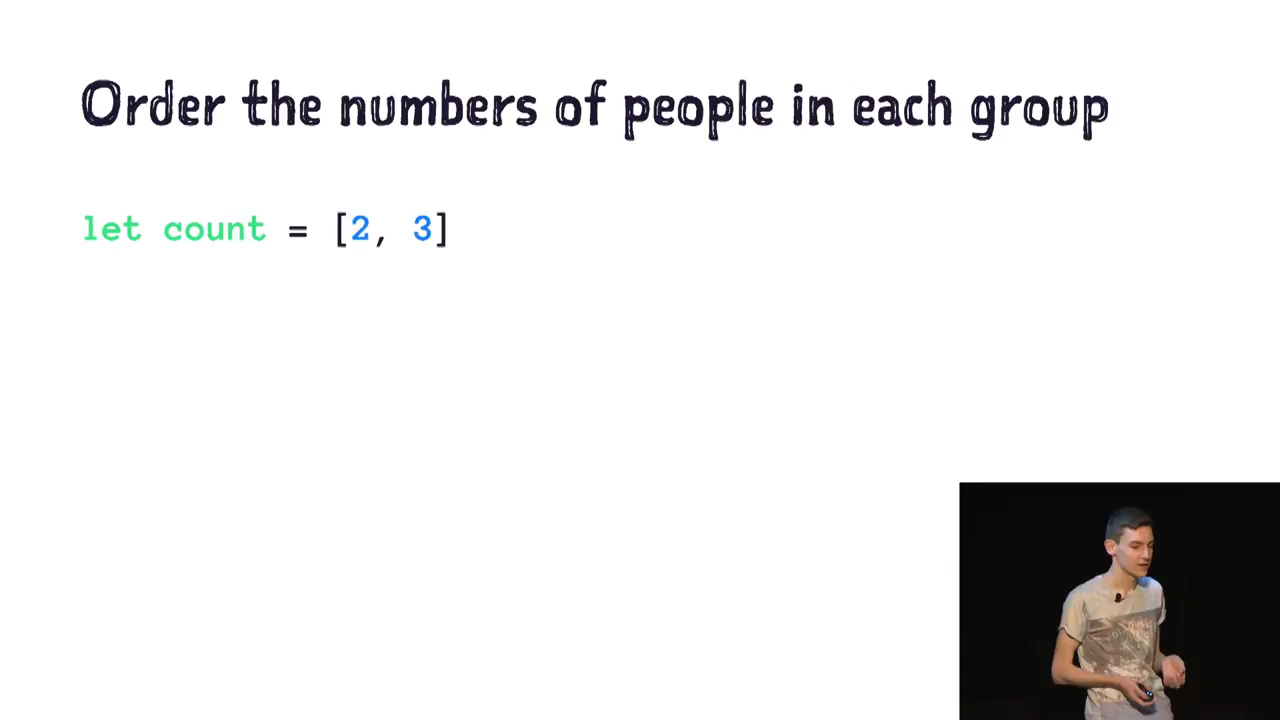 Order the numbers of people in each group
let count = [2, 3]